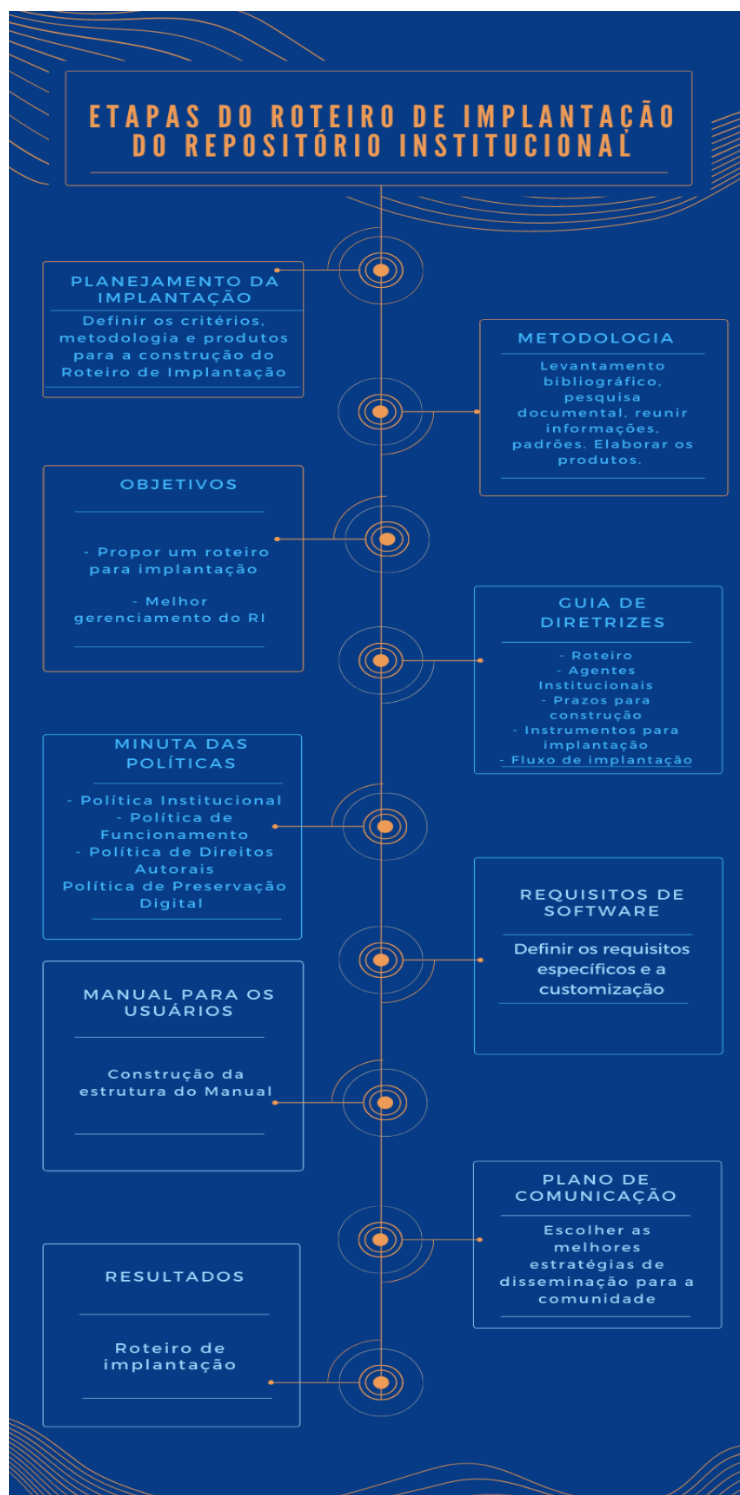 ETAPAS DO ROTEIRO DE IMPLANTAÇÃO
DO REPOSITÓRIO INSTITUCIONAL
PLANEJAMENTO DA
IMPLANTAÇÃO
Definir os critérios,
metodologia e produtos
para a construção do
Roteiro de Implantação
METODOLOGIA
Levantamento
bibliográfico,
pesquisa
documental, reunir
informações,
padrões. Elaborar os
produtos.
OBJETIVOS
- Propor um roteiro
para implantação
- Melhor
gerenciamento do RI
GUIA DE
DIRETRIZES
- Roteiro
- Agentes
Institucionais
- Prazos para
construção
- Instrumentos para
implantação
- Fluxo de implantação
MINUTA DAS
POLÍTICAS
- Política Institucional
- Política de
Funcionamento
- Política de Direitos
Autorais
Política de Preservação
Digital
REQUISITOS DE
SOFTWARE
Definir os requisitos
específicos e a
customização
MANUAL PARA OS
USUÁRIOS
Construção da
estrutura do Manual
PLANO DE
COMUNICAÇÃO
Escolher as
melhores
estratégias de
disseminação para a
comunidade
RESULTADOS
Roteiro de
implantação